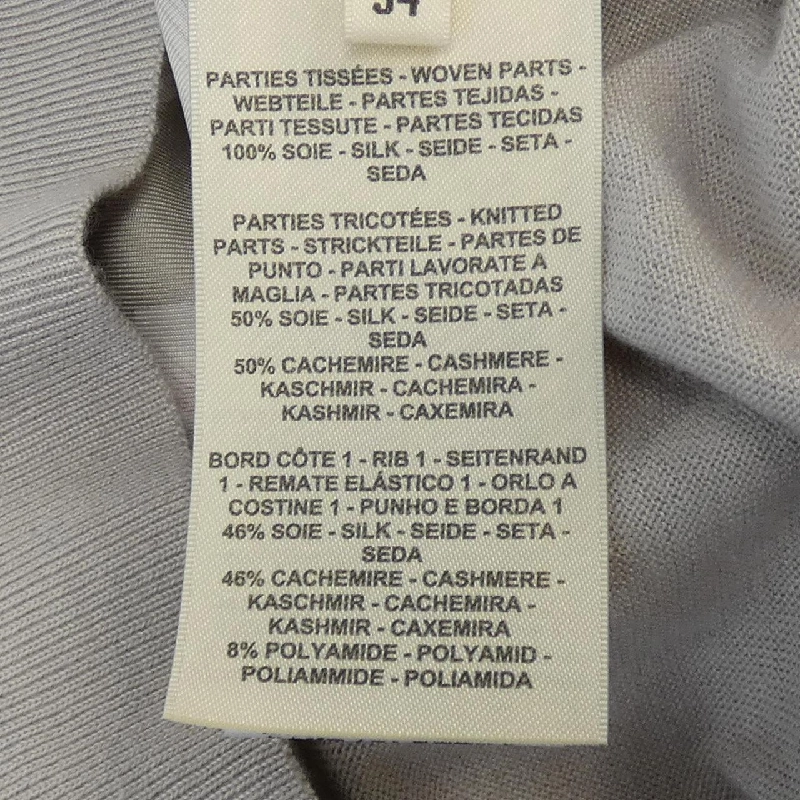 34
PARTIES TISSÉES - WOVEN PARTS -
WEBTEILE - PARTES TEJIDAS -
PARTI TESSUTE - PARTES TECIDAS
100% SOIE - SILK - SEIDE - SETA -
SEDA
PARTIES TRICOTÉES - KNITTED
PARTS - STRICKTEILE - PARTES DE
PUNTO - PARTI LAVORATE A
MAGLIA - PARTES TRICOTADAS
50% SOIE - SILK - SEIDE - SETA -
SEDA
50% CACHEMIRE - CASHMERE -
KASCHMIR - CACHEMIRA -
KASHMIR - CAXEMIRA
BORD CÔTE 1 - RIB 1 - SEITENRAND
1 - REMATE ELÁSTICO 1 - ORLO A
COSTINE 1 - PUNHO E BORDA 1
46% SOIE - SILK - SEIDE - SETA -
SEDA
46% CACHEMIRE - CASHMERE -
KASCHMIR - CACHEMIRA -
KASHMIR - CAXEMIRA
8% POLYAMIDE - POLYAMID -
POLIAMMIDE - POLIAMIDA